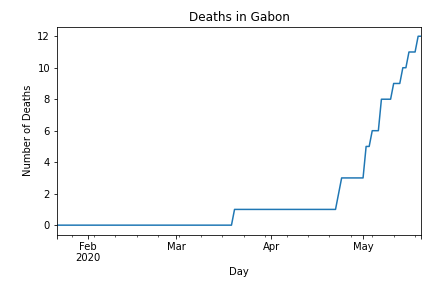 Deaths in Gabon
Number of Deaths
12
10
8
6
4
2
0
Feb
2020
Mar
Apr
May
Day